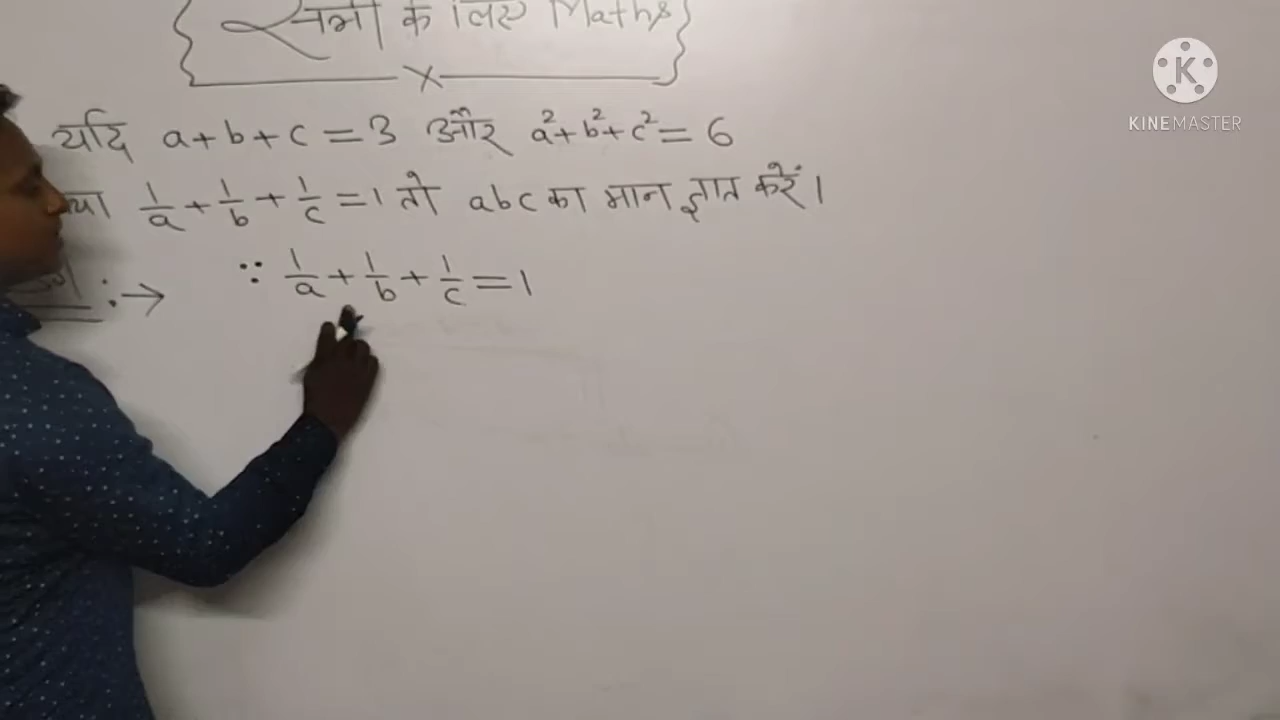 सभी के लिए Maths
यदि a + b + c = 3 और a² + b² + c² = 6
1/a + 1/b + 1/c = 1 तो abc का मान ज्ञात करें ।
:→ ∵ 1/a + 1/b + 1/c = 1
KINEMASTER